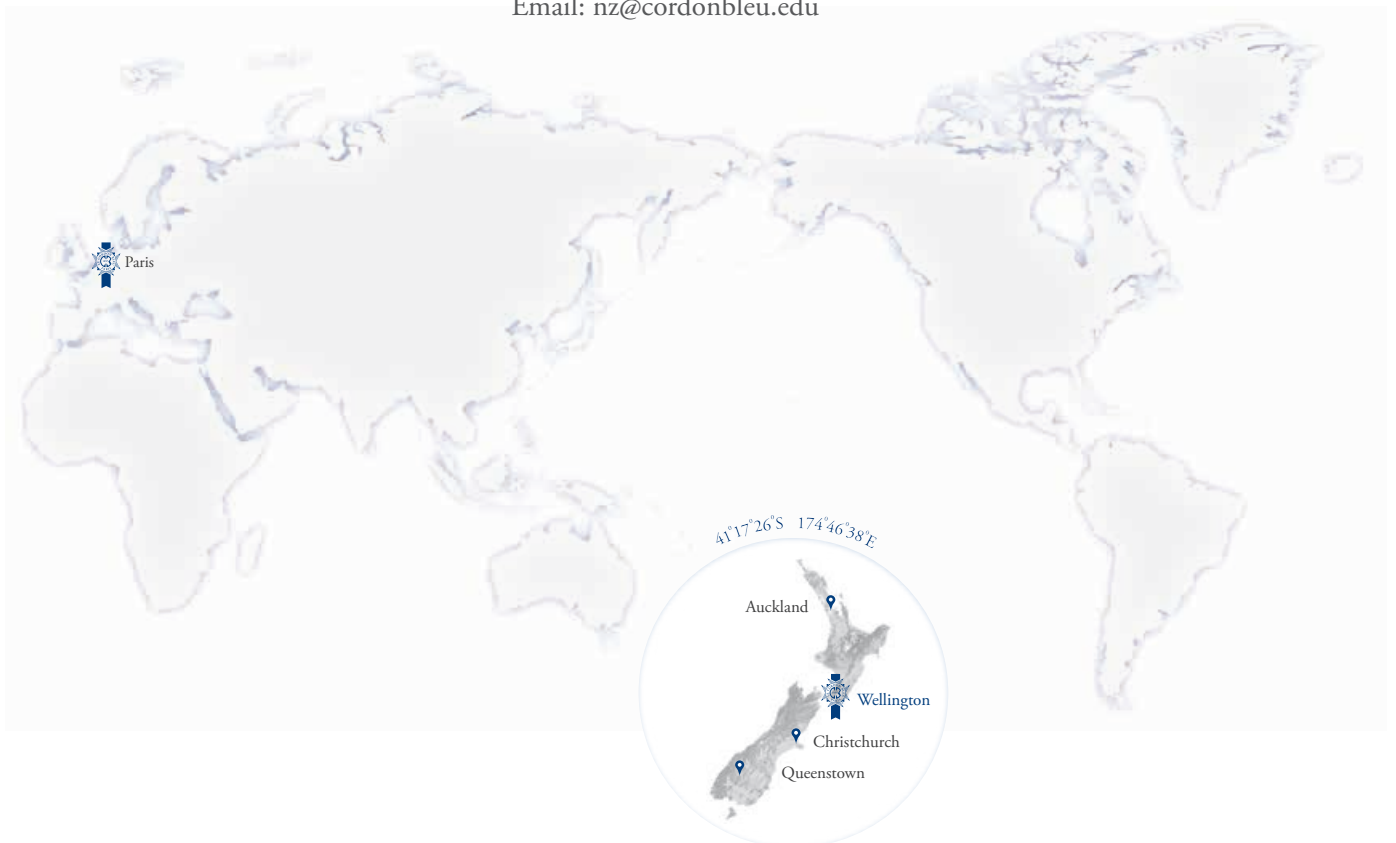 Email: nz@cordonbleu.edu
Paris
41°17°26°S 174°46°38°E
Auckland
Wellington
Christchurch
Queenstown